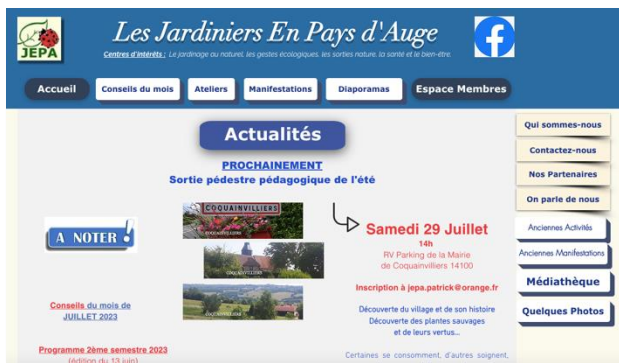 JEPA
Les Jardiniers En Pays d'Auge
Centres d'intérêts : Le jardinage au naturel, les gestes écologiques, les sorties nature, la santé et le bien-être.
Accueil
Conseils du mois
Ateliers
Manifestations
Diaporamas
Espace Membres
Actualités
PROCHAINEMENT
Sortie pédestre pédagogique de l'été
A NOTER !
COQUAINVILLIERS
COQUAINVILLIERS
COQUAINVILLIERS
COQUAINVILLIERS
Samedi 29 Juillet
14h
RV Parking de la Mairie
de Coquainvilliers 14100
Inscription à jepa.patrick@orange.fr
Découverte du village et de son histoire
Découverte des plantes sauvages
et de leurs vertus...
Certaines se consomment, d'autres soignent,
Conseils du mois de
JUILLET 2023
Programme 2ème semestre 2023
(édition du 13 juin)
Qui sommes-nous
Contactez-nous
Nos Partenaires
On parle de nous
Anciennes Activités
Anciennes Manifestations
Médiathèque
Quelques Photos